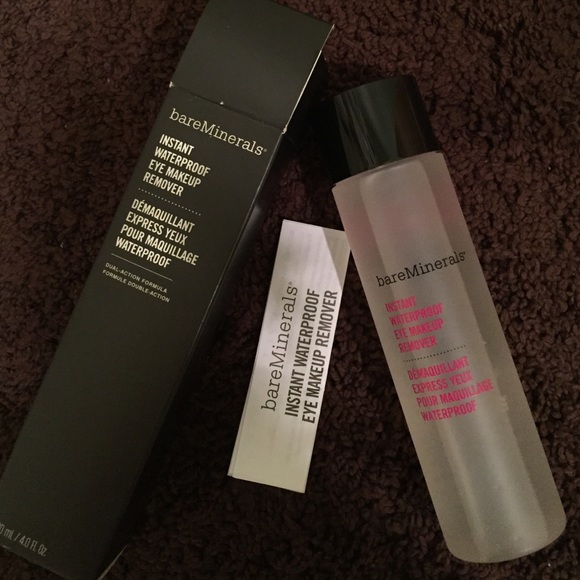 bareMinerals®
INSTANT
WATERPROOF
EYE MAKEUP
REMOVER
DÉMAQUILLANT
EXPRESS YEUX
POUR MAQUILLAGE
WATERPROOF
DUAL-ACTION FORMULA
FORMULE DOUBLE-ACTION
mL / 4.0 Fl. Oz
bareMinerals®
INSTANT WATERPROOF
EYE MAKEUP REMOVER
bareMinerals®
INSTANT
WATERPROOF
EYE MAKEUP
REMOVER
DÉMAQUILLANT
EXPRESS YEUX
POUR MAQUILLAGE
WATERPROOF